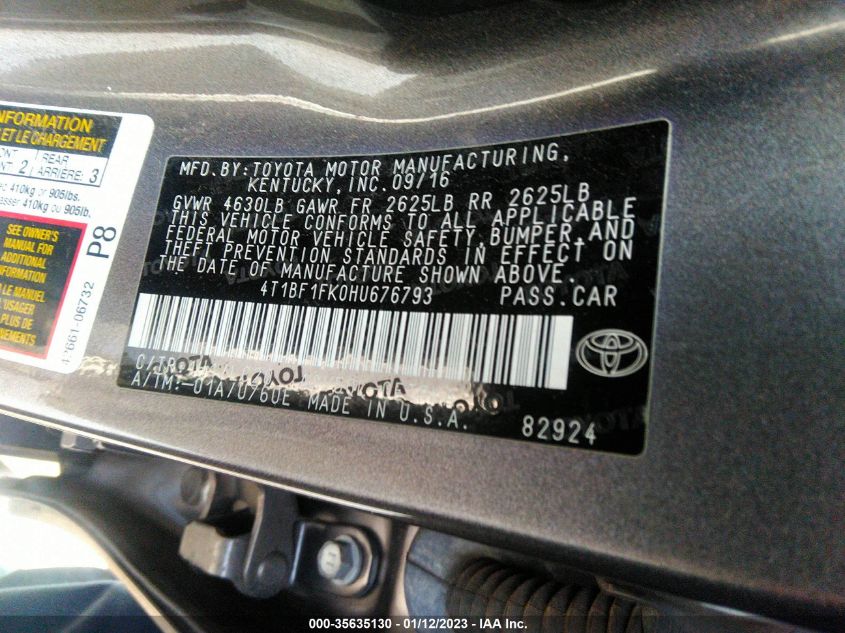 INFORMATION
ET LE CHARGEMENT
2
REAR
ARRIÈRE: 3
410kg or 905lbs.
410kg ou 905lb.
SEE OWNER'S
MANUAL FOR
ADDITIONAL
INFORMATION
LE MANUEL
PLUS DE
P8
42661-06732
MFD. BY: TOYOTA MOTOR MANUFACTURING,
KENTUCKY, INC. 09/16
GVWR 4630LB GAWR FR 2625LB RR 2625LB
THIS VEHICLE CONFORMS TO ALL APPLICABLE
FEDERAL MOTOR VEHICLE SAFETY, BUMPER, AND
THEFT PREVENTION STANDARDS IN EFFECT ON
THE DATE OF MANUFACTURE SHOWN ABOVE.
4T1BF1FK0HU676793 PASS.CAR
C/TR
A/TM:-01A/U760E MADE IN U.S.A.
82924
000-35635130 - 01/12/2023 - IAA Inc.